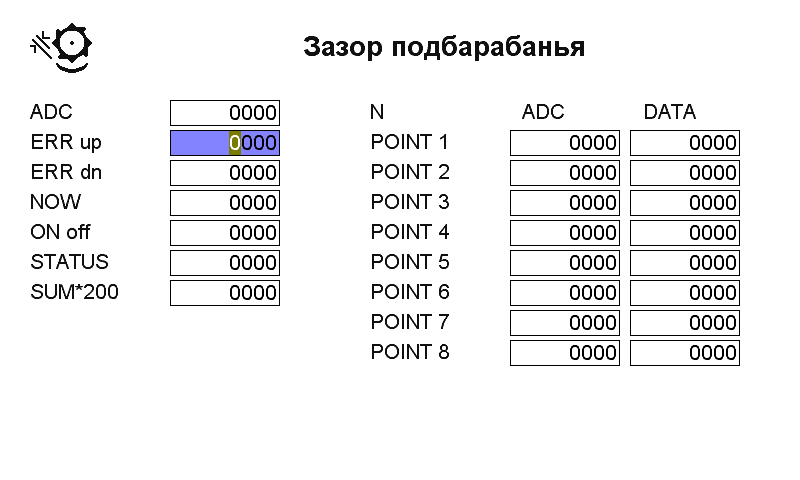 Зазор подбарабанья
ADC 0000
ERR up 0000
ERR dn 0000
NOW 0000
ON off 0000
STATUS 0000
SUM*200 0000
N ADC DATA
POINT 1 0000 0000
POINT 2 0000 0000
POINT 3 0000 0000
POINT 4 0000 0000
POINT 5 0000 0000
POINT 6 0000 0000
POINT 7 0000 0000
POINT 8 0000 0000